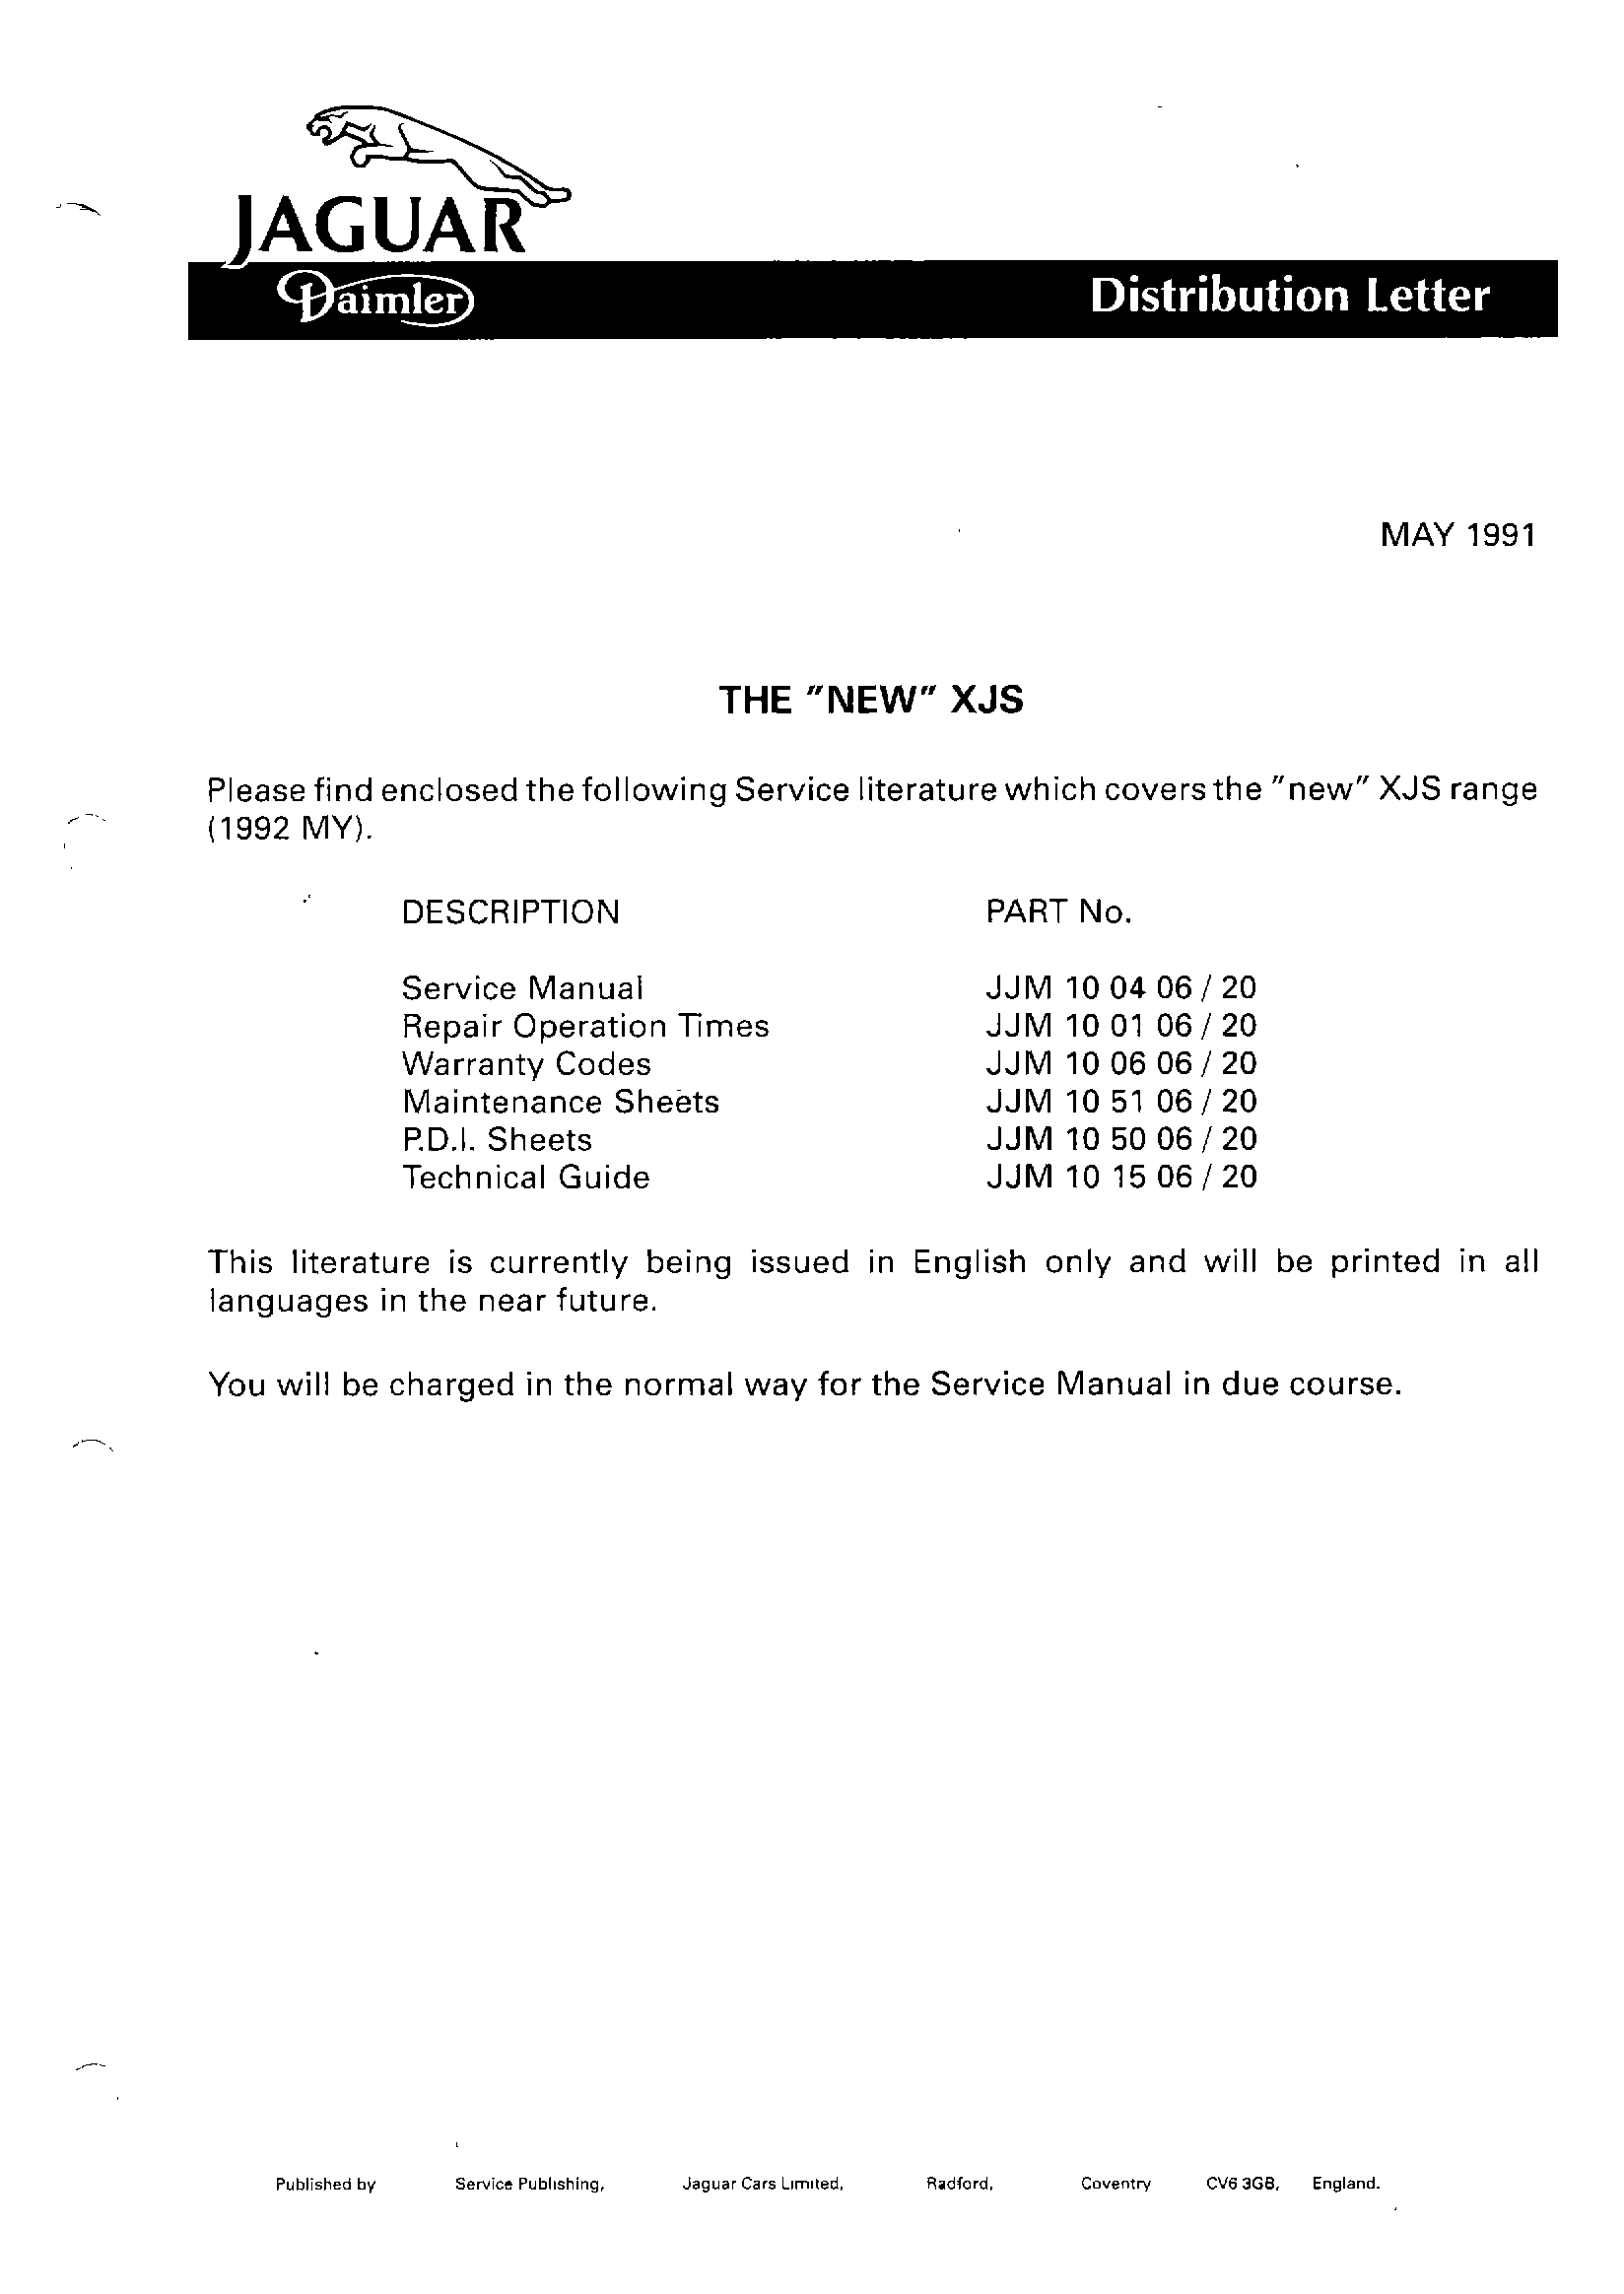 JAGUAR
Daimler
Distribution Letter
MAY 1991
THE "NEW" XJS
Please find enclosed the following Service literature which covers the "new" XJS range
(1992 MY).
DESCRIPTION PART No.
Service Manual JJM 10 04 06 / 20
Repair Operation Times JJM 10 01 06 / 20
Warranty Codes JJM 10 06 06 / 20
Maintenance Sheets JJM 10 51 06 / 20
P.D.I. Sheets JJM 10 50 06 / 20
Technical Guide JJM 10 15 06 / 20
This literature is currently being issued in English only and will be printed in all
languages in the near future.
You will be charged in the normal way for the Service Manual in due course.
Published by Service Publishing, Jaguar Cars Limited, Radford, Coventry CV6 3GB, England.